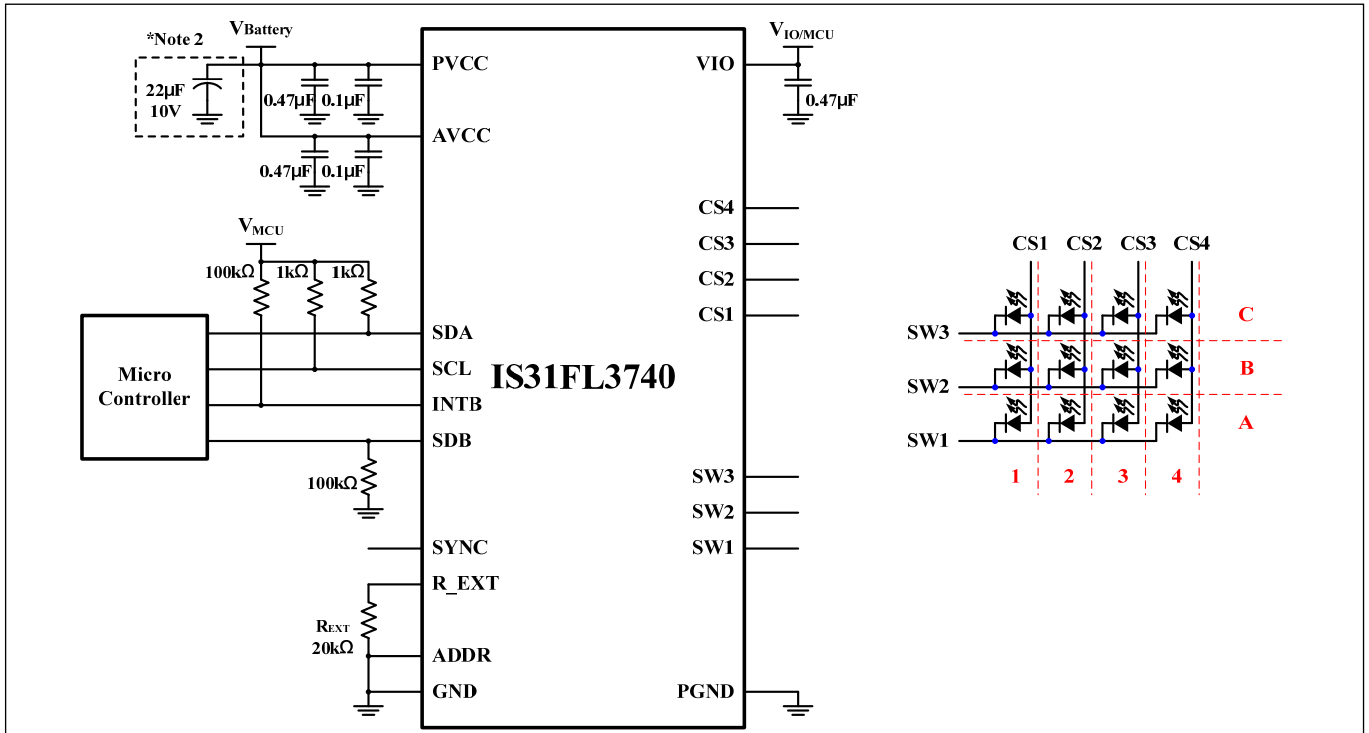 *Note 2
VBattery
22μF
10V
0.47μF
0.1μF
0.47μF
0.1μF
VMCU
100kΩ
1kΩ
1kΩ
Micro
Controller
100kΩ
REXT
20kΩ
PVCC
AVCC
SDA
SCL
INTB
SDB
SYNC
R_EXT
ADDR
GND
IS31FL3740
VIO
CS4
CS3
CS2
CS1
SW3
SW2
SW1
PGND
VIO/MCU
0.47μF
CS1 CS2 CS3 CS4
SW3 C
SW2 B
SW1 A
1 2 3 4